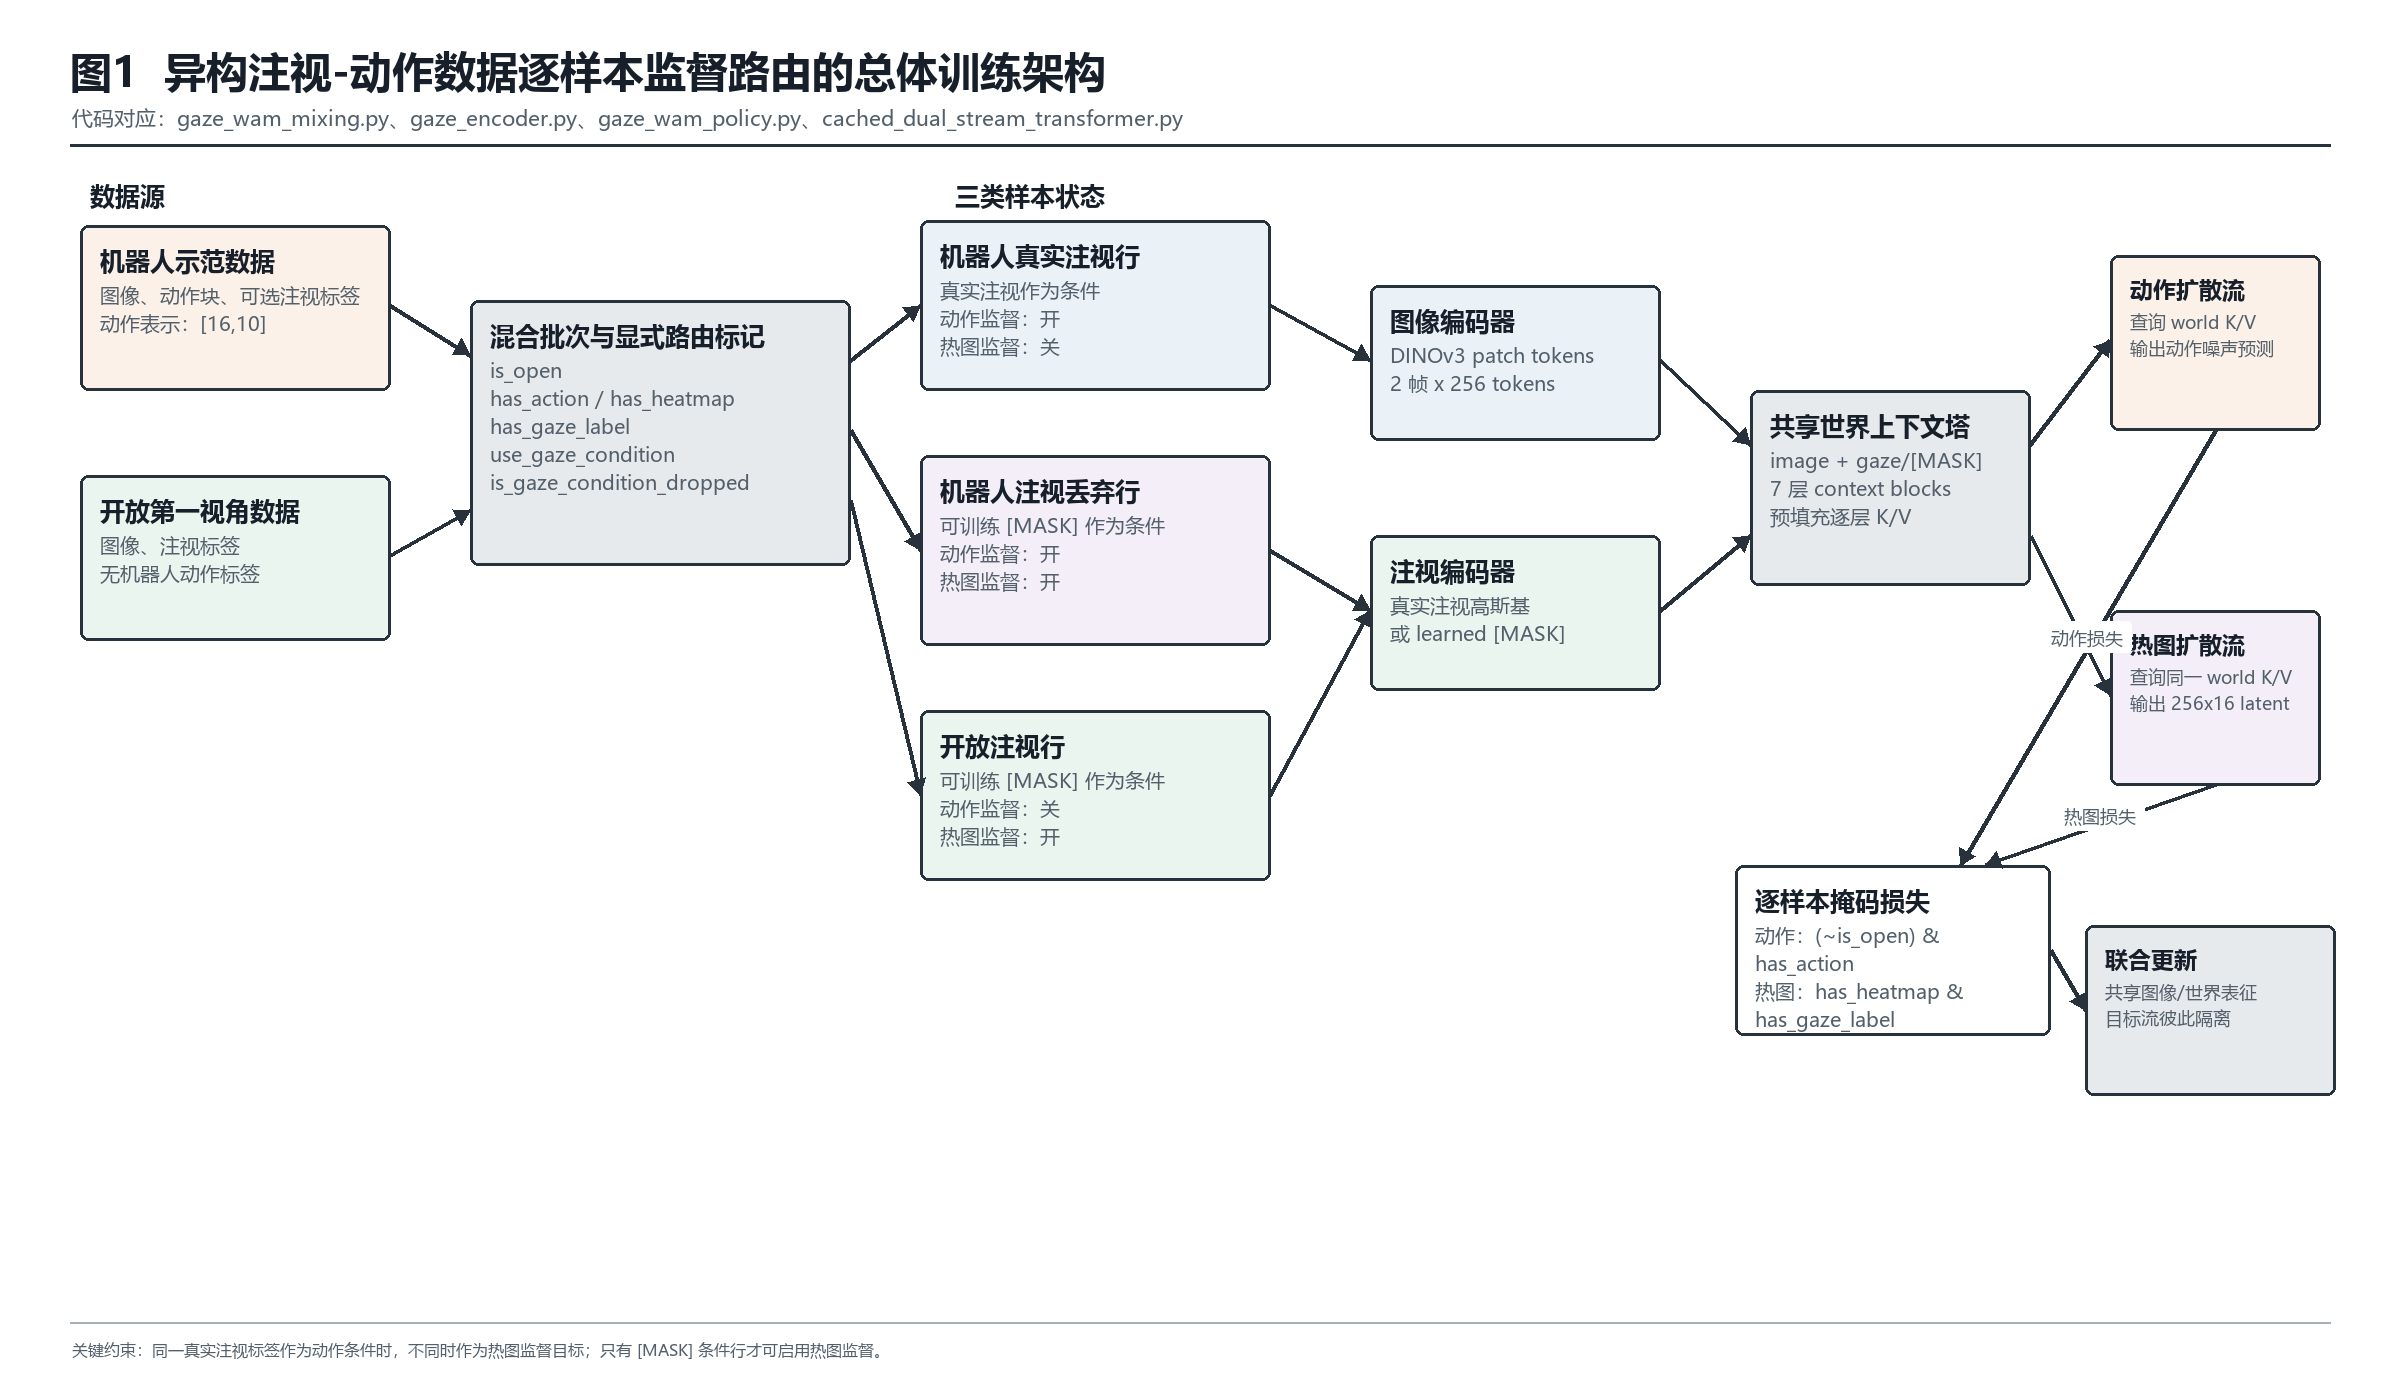 图1 异构注视-动作数据逐样本监督路由的总体训练架构
代码对应：gaze_wam_mixing.py、gaze_encoder.py、gaze_wam_policy.py、cached_dual_stream_transformer.py
数据源
机器人示范数据
图像、动作块、可选注视标签
动作表示：[16,10]
开放第一视角数据
图像、注视标签
无机器人动作标签
混合批次与显式路由标记
is_open
has_action / has_heatmap
has_gaze_label
use_gaze_condition
is_gaze_condition_dropped
三类样本状态
机器人真实注视行
真实注视作为条件
动作监督：开
热图监督：关
机器人注视丢弃行
可训练 [MASK] 作为条件
动作监督：开
热图监督：开
开放注视行
可训练 [MASK] 作为条件
动作监督：关
热图监督：开
图像编码器
DINOv3 patch tokens
2 帧 x 256 tokens
注视编码器
真实注视高斯基
或 learned [MASK]
共享世界上下文塔
image + gaze/[MASK]
7 层 context blocks
预填充逐层 K/V
动作扩散流
查询 world K/V
输出动作噪声预测
动作损失
热图扩散流
查询同一 world K/V
输出 256x16 latent
热图损失
逐样本掩码损失
动作：(~is_open) &
has_action
热图：has_heatmap &
has_gaze_label
联合更新
共享图像/世界表征
目标流彼此隔离
关键约束：同一真实注视标签作为动作条件时，不同时作为热图监督目标；只有 [MASK] 条件行才可启用热图监督。